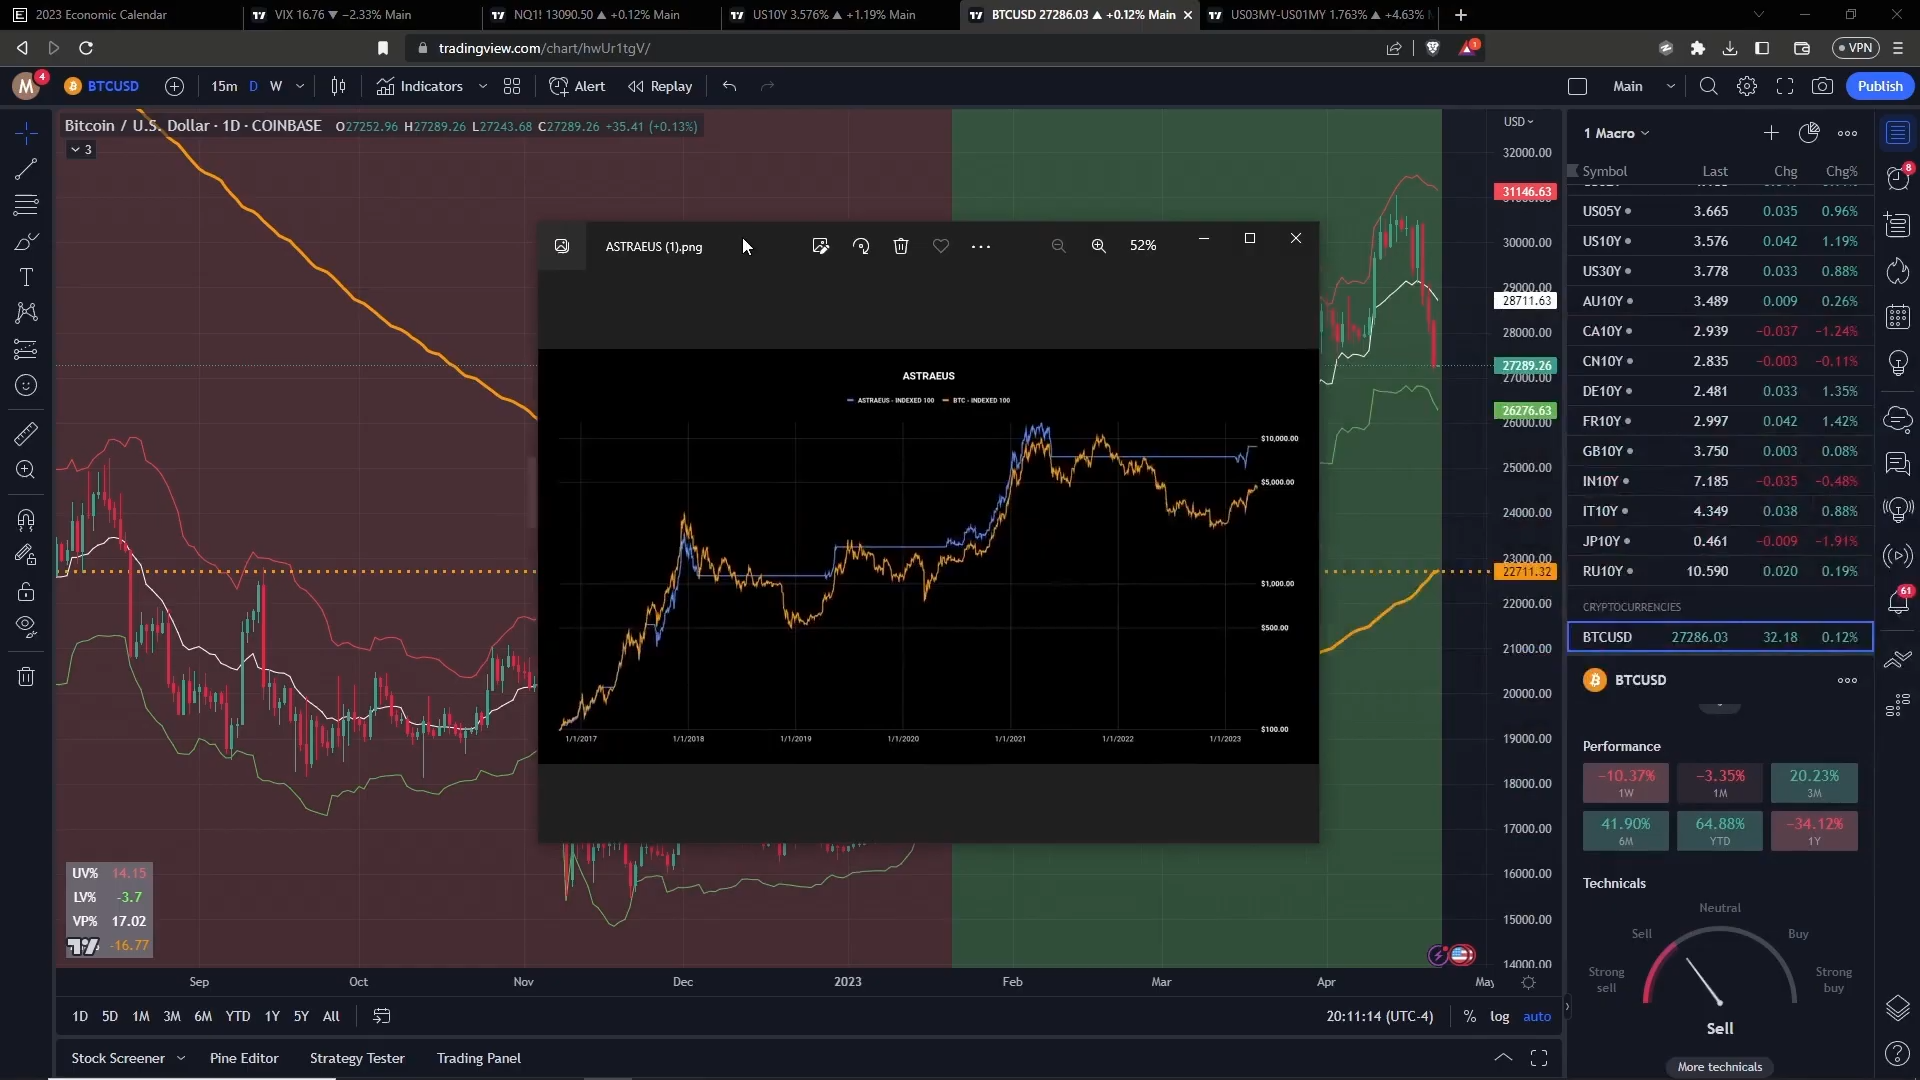 2023 Economic Calendar
VIX 16.76 ▼ −2.33% Main
NQ1! 13090.50 ▲ +0.12% Main
US10Y 3.576% ▲ +1.19% Main
BTCUSD 27286.03 ▲ +0.12% Main
US03MY-US01MY 1.763% ▲ +4.63%
tradingview.com/chart/hwUr1tgV/
1
VPN
M
4
BTCUSD
15m D W
Indicators
Alert
Replay
Main
Publish
Bitcoin / U.S. Dollar · 1D · COINBASE O27252.96 H27289.26 L27243.68 C27289.26 +35.41 (+0.13%)
3
USD
32000.00
31146.63
30000.00
29000.00
28711.63
28000.00
27289.26
27000.00
26276.63
26000.00
25000.00
24000.00
23000.00
22711.32
22000.00
21000.00
20000.00
19000.00
18000.00
17000.00
16000.00
15000.00
14000.00
ASTRAEUS (1).png
52%
ASTRAEUS
ASTRAEUS - INDEXED 100 BTC - INDEXED 100
$10,000.00
$5,000.00
$1,000.00
$500.00
$100.00
1/1/2017 1/1/2018 1/1/2019 1/1/2020 1/1/2021 1/1/2022 1/1/2023
UV% 14.15
LV% -3.7
VP% 17.02
-16.77
Sep Oct Nov Dec 2023 Feb Mar Apr May
1D 5D 1M 3M 6M YTD 1Y 5Y All
20:11:14 (UTC-4) % log auto
Stock Screener Pine Editor Strategy Tester Trading Panel
1 Macro
Symbol Last Chg Chg%
US05Y 3.665 0.035 0.96%
US10Y 3.576 0.042 1.19%
US30Y 3.778 0.033 0.88%
AU10Y 3.489 0.009 0.26%
CA10Y 2.939 −0.037 −1.24%
CN10Y 2.835 −0.003 −0.11%
DE10Y 2.481 0.033 1.35%
FR10Y 2.997 0.042 1.42%
GB10Y 3.750 0.003 0.08%
IN10Y 7.185 −0.035 −0.48%
IT10Y 4.349 0.038 0.88%
JP10Y 0.461 −0.009 −1.91%
RU10Y 10.590 0.020 0.19%
CRYPTOCURRENCIES
BTCUSD 27286.03 32.18 0.12%
BTCUSD
Performance
−10.37% −3.35% 20.23%
1W 1M 3M
41.90% 64.88% −34.12%
6M YTD 1Y
Technicals
Neutral
Sell Buy
Strong sell Strong buy
Sell
More technicals
8
61